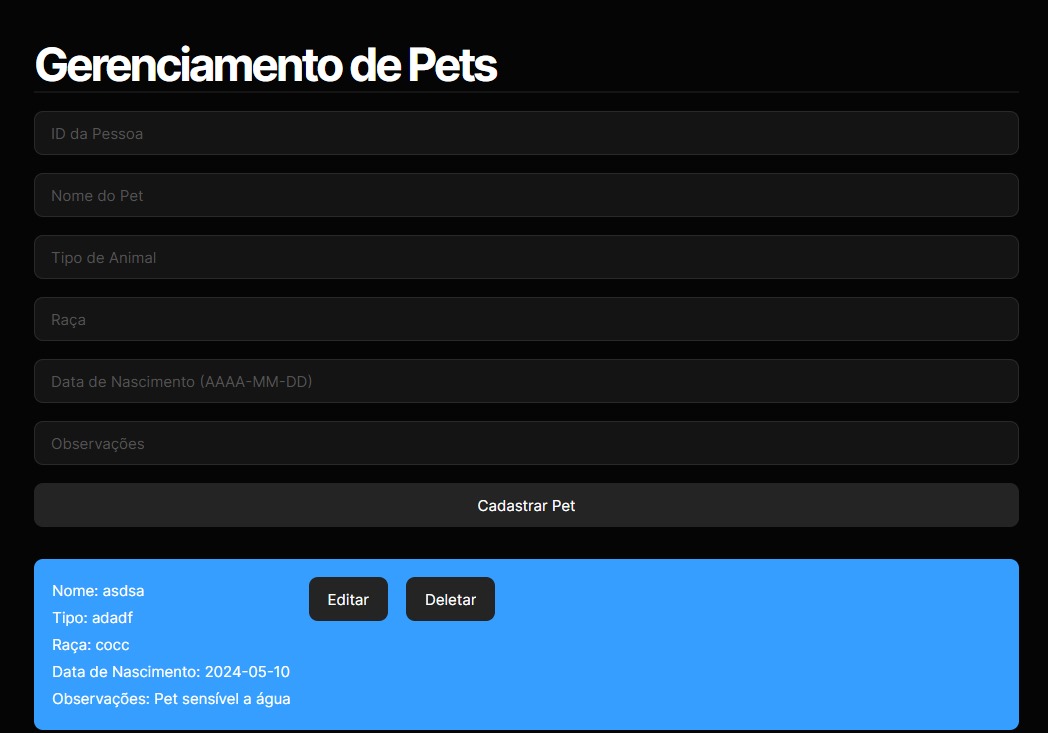 Gerenciamento de Pets
ID da Pessoa
Nome do Pet
Tipo de Animal
Raça
Data de Nascimento (AAAA-MM-DD)
Observações
Cadastrar Pet
Nome: asdsa
Tipo: adadf
Raça: cocc
Data de Nascimento: 2024-05-10
Observações: Pet sensível a água
Editar
Deletar